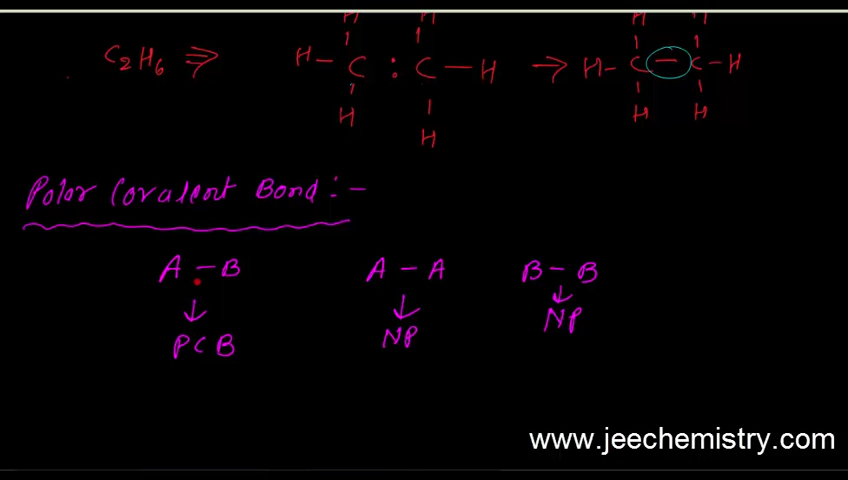 H H H H
C₂H₆ ⇒ H – C : C – H → H – C – C – H
H H H H
Polar Covalent Bond :-
A – B A – A B – B
↓ ↓ ↓
PCB NP NP
www.jeechemistry.com